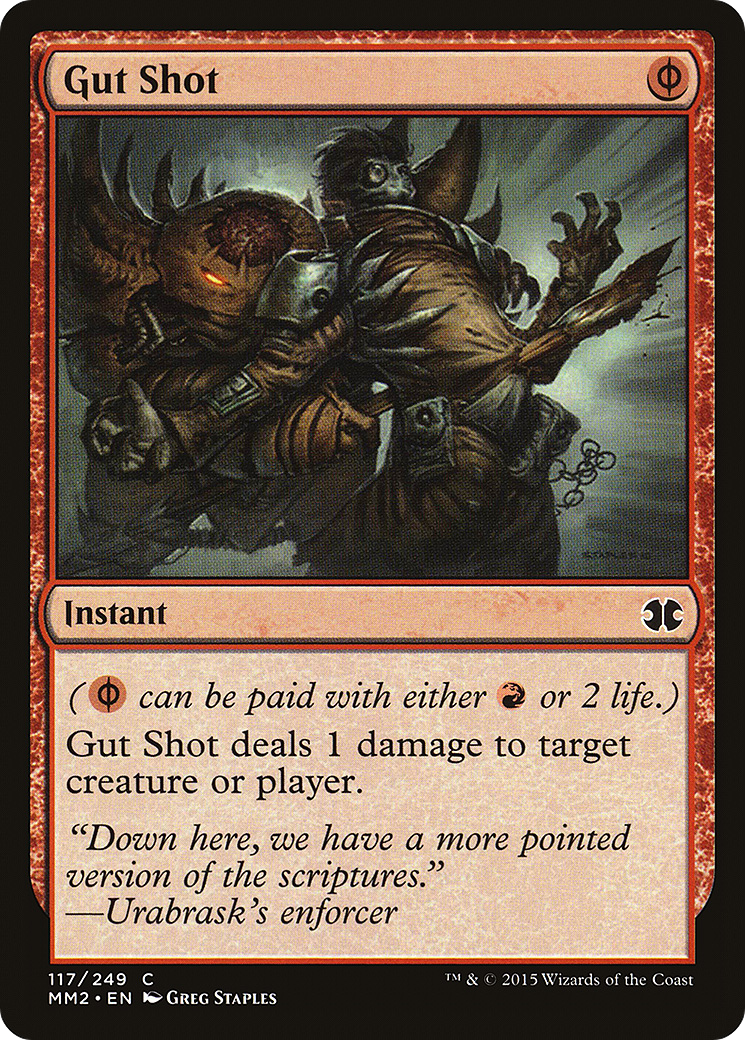 Gut Shot
Instant
( can be paid with either or 2 life.)
Gut Shot deals 1 damage to target
creature or player.
“Down here, we have a more pointed
version of the scriptures.”
—Urabrask’s enforcer
117/249 C
MM2 • EN Greg Staples
™ & © 2015 Wizards of the Coast